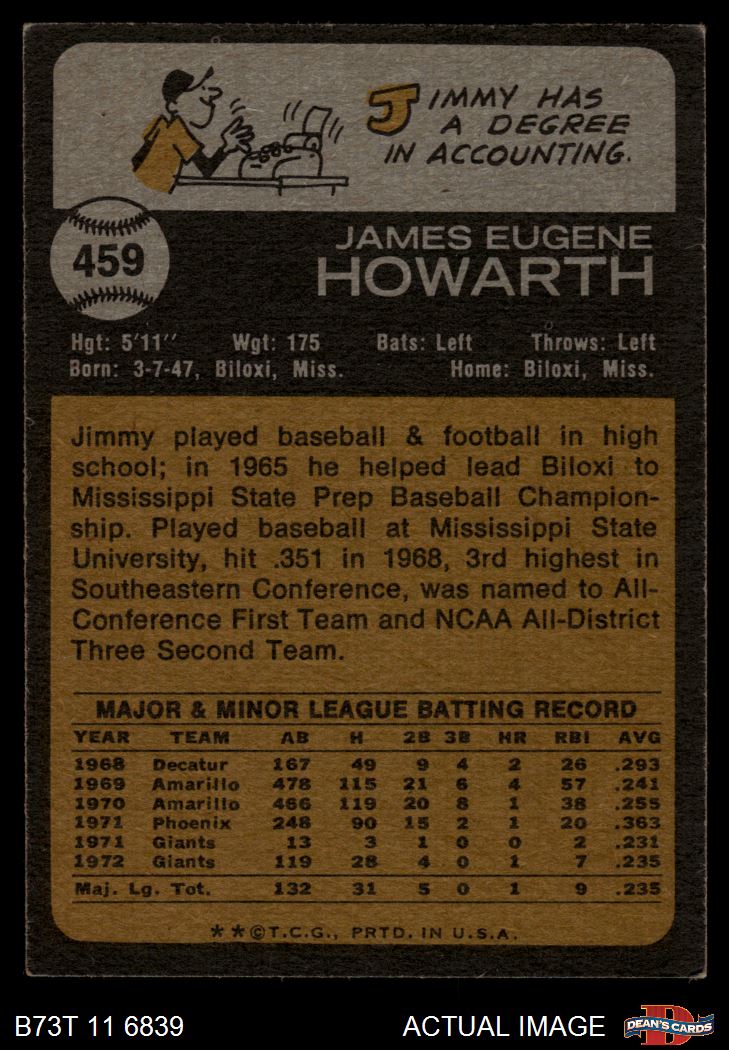 JIMMY HAS
A DEGREE
IN ACCOUNTING.
459
JAMES EUGENE
HOWARTH
Hgt: 5'11'' Wgt: 175 Bats: Left Throws: Left
Born: 3-7-47, Biloxi, Miss. Home: Biloxi, Miss.
Jimmy played baseball & football in high
school; in 1965 he helped lead Biloxi to
Mississippi State Prep Baseball Champion-
ship. Played baseball at Mississippi State
University, hit .351 in 1968, 3rd highest in
Southeastern Conference, was named to All-
Conference First Team and NCAA All-District
Three Second Team.
MAJOR & MINOR LEAGUE BATTING RECORD
YEAR TEAM AB H 2B 3B HR RBI AVG
1968 Decatur 167 49 9 4 2 26 .293
1969 Amarillo 478 115 21 6 4 57 .241
1970 Amarillo 466 119 20 8 1 38 .255
1971 Phoenix 248 90 15 2 1 20 .363
1971 Giants 13 3 1 0 0 2 .231
1972 Giants 119 28 4 0 1 7 .235
Maj. Lg. Tot. 132 31 5 0 1 9 .235
**©T.C.G., PRTD. IN U.S.A.
B73T 11 6839 ACTUAL IMAGE
D
DEAN'S CARDS